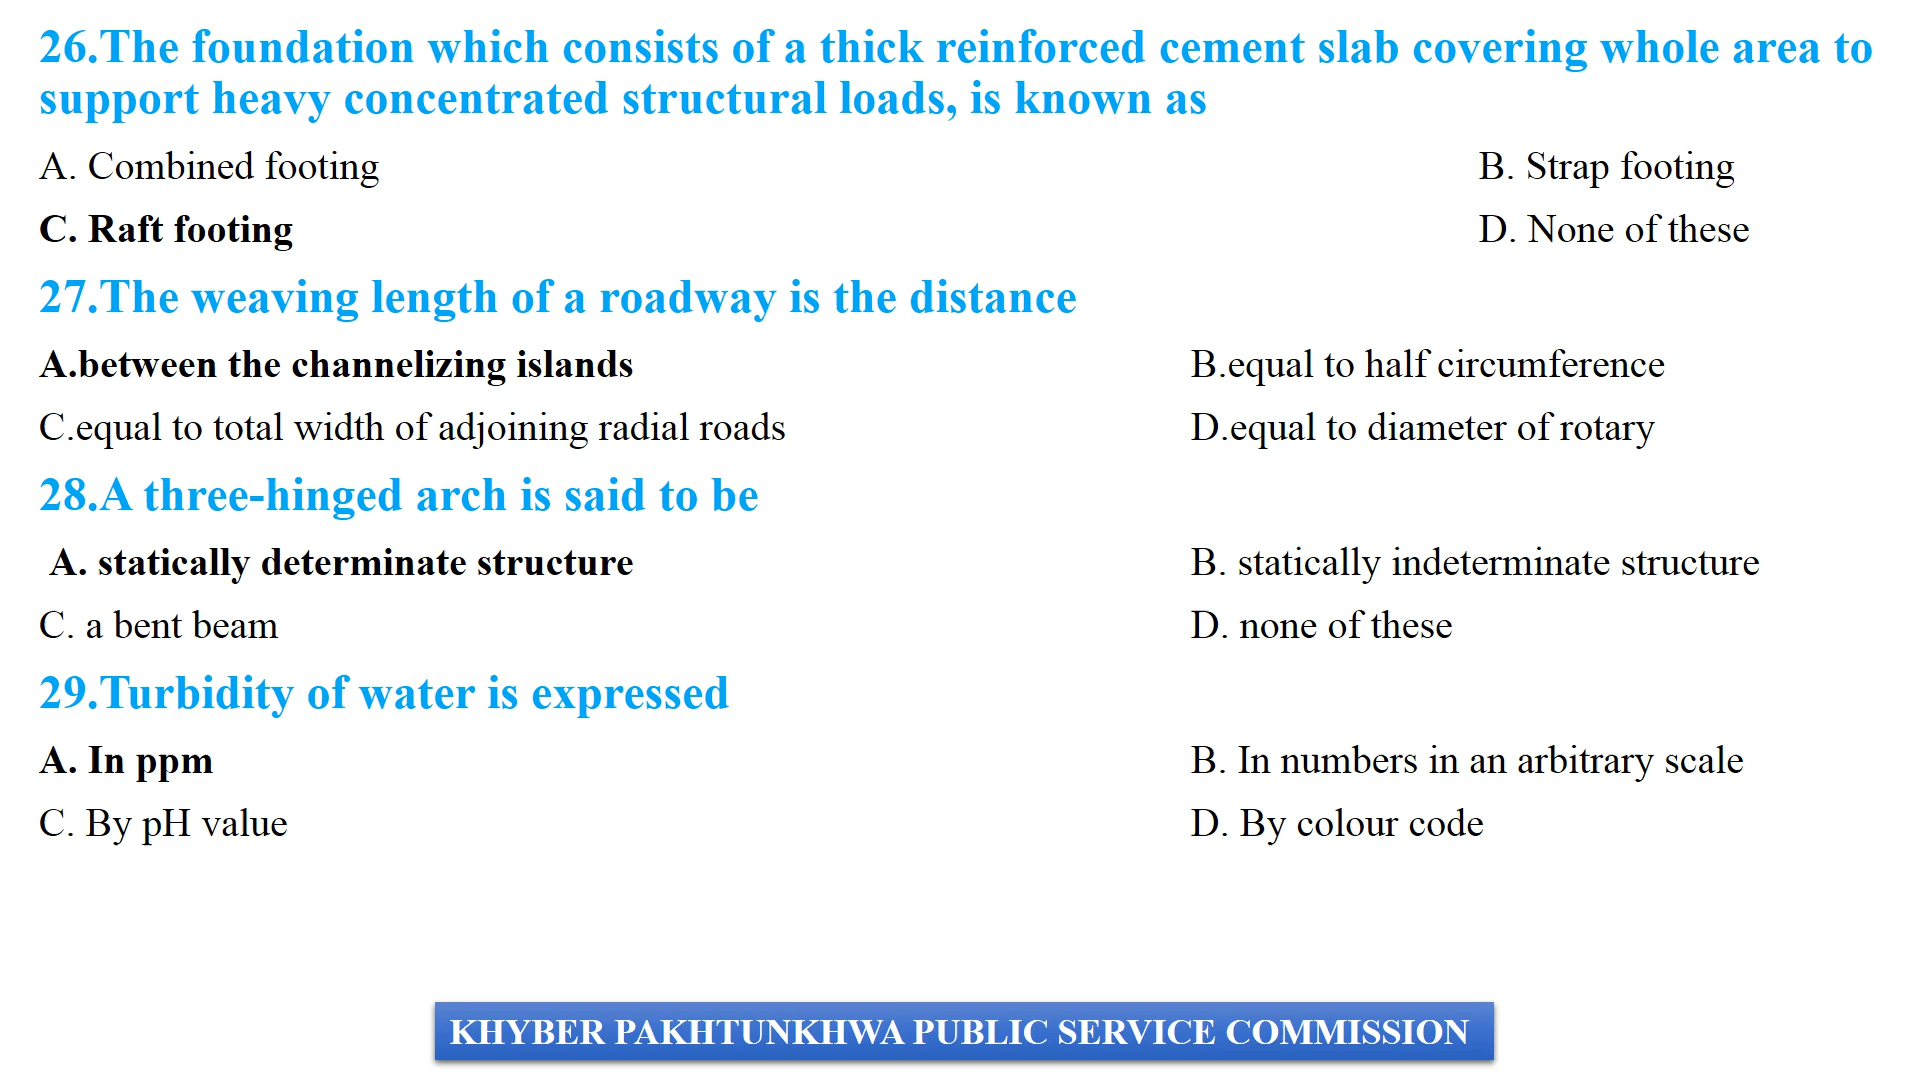 26.The foundation which consists of a thick reinforced cement slab covering whole area to
support heavy concentrated structural loads, is known as
A. Combined footing B. Strap footing
C. Raft footing D. None of these
27.The weaving length of a roadway is the distance
A.between the channelizing islands B.equal to half circumference
C.equal to total width of adjoining radial roads D.equal to diameter of rotary
28.A three-hinged arch is said to be
A. statically determinate structure B. statically indeterminate structure
C. a bent beam D. none of these
29.Turbidity of water is expressed
A. In ppm B. In numbers in an arbitrary scale
C. By pH value D. By colour code
KHYBER PAKHTUNKHWA PUBLIC SERVICE COMMISSION